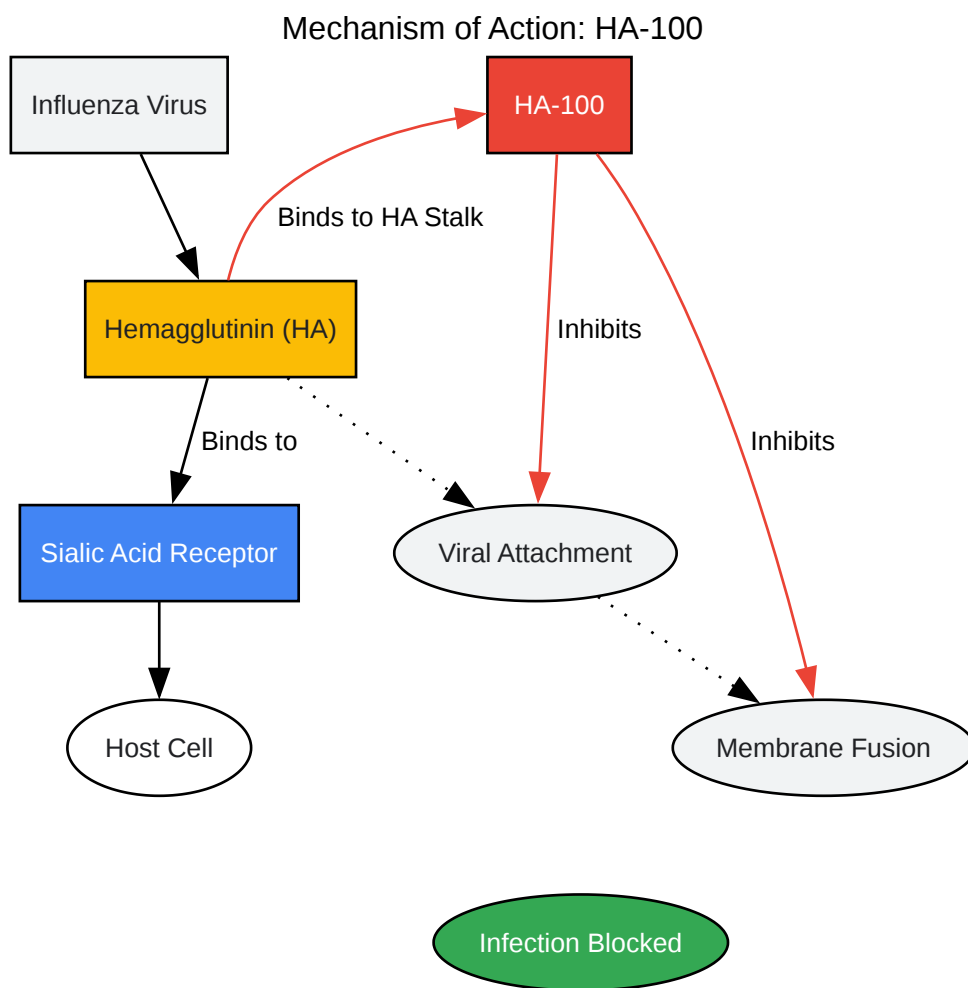 Mechanism of Action: HA-100
Influenza Virus
HA-100
Binds to HA Stalk
Hemagglutinin (HA)
Inhibits
Binds to
Inhibits
Sialic Acid Receptor
Viral Attachment
Host Cell
Membrane Fusion
Infection Blocked